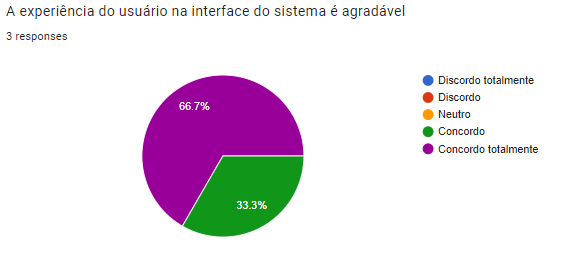 A experiência do usuário na interface do sistema é agradável
3 responses
66.7%
33.3%
Discordo totalmente
Discordo
Neutro
Concordo
Concordo totalmente